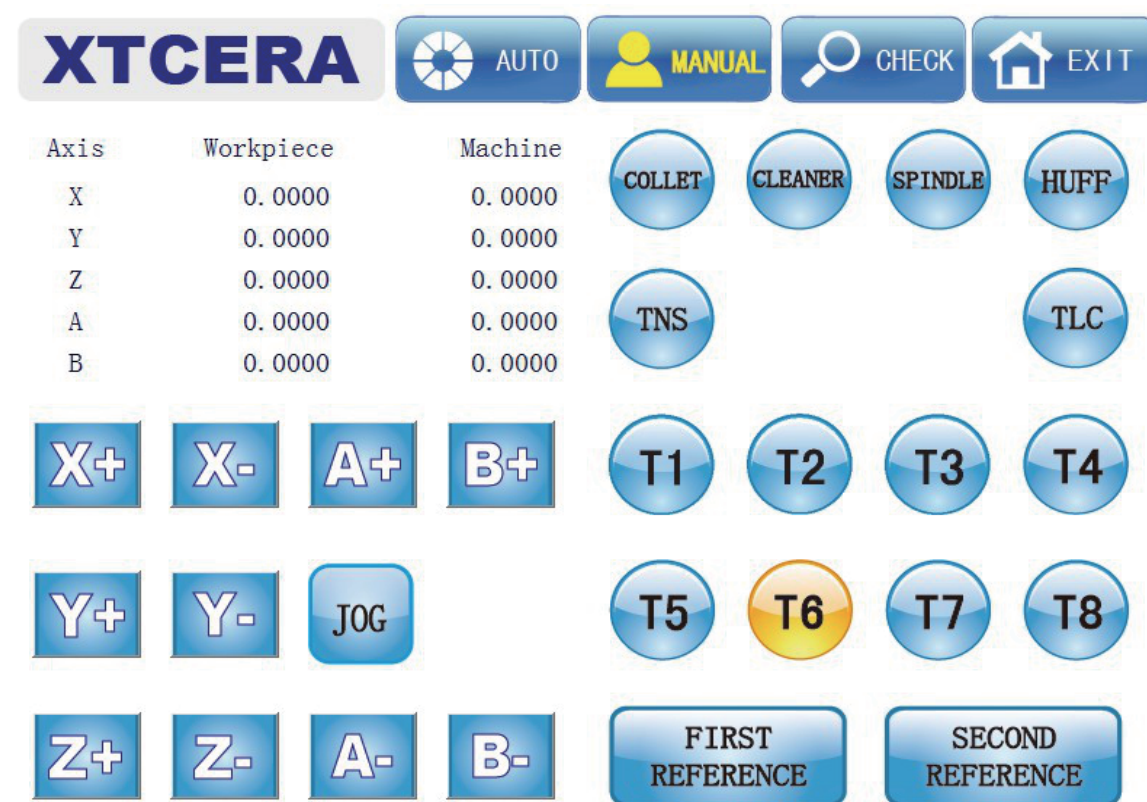 XTCERA AUTO MANUAL CHECK EXIT
Axis Workpiece Machine
X 0.0000 0.0000
Y 0.0000 0.0000
Z 0.0000 0.0000
A 0.0000 0.0000
B 0.0000 0.0000
COLLET CLEANER SPINDLE HUFF
TNS TLC
X+ X- A+ B+
T1 T2 T3 T4
Y+ Y- JOG
T5 T6 T7 T8
Z+ Z- A- B-
FIRST
REFERENCE
SECOND
REFERENCE